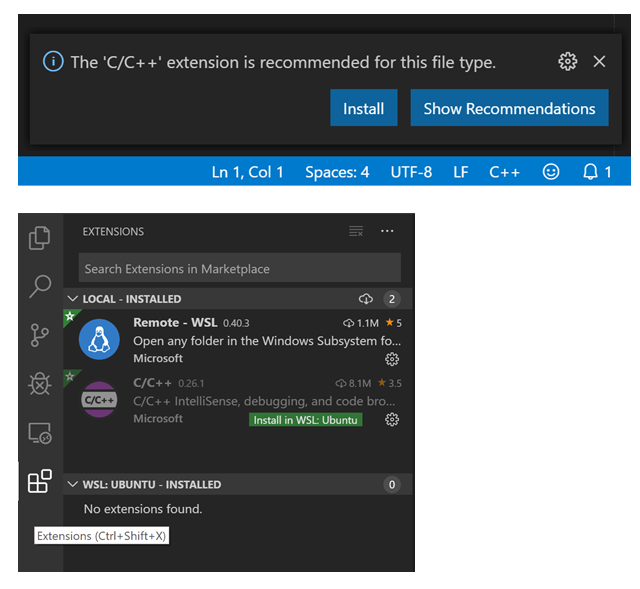 The 'C/C++' extension is recommended for this file type.
Install Show Recommendations
Ln 1, Col 1 Spaces: 4 UTF-8 LF C++ 1
EXTENSIONS
Search Extensions in Marketplace
LOCAL - INSTALLED 2
Remote - WSL 0.40.3 1.1M 5
Open any folder in the Windows Subsystem fo...
Microsoft
C/C++ 0.26.1 8.1M 3.5
C/C++
C/C++ IntelliSense, debugging, and code bro...
Microsoft Install in WSL: Ubuntu
WSL: UBUNTU - INSTALLED 0
No extensions found.
Extensions (Ctrl+Shift+X)